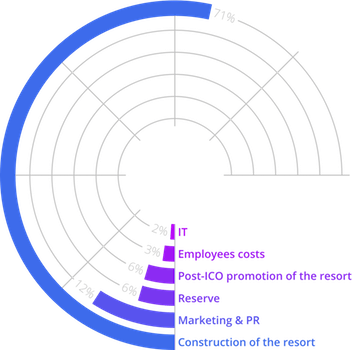 71%
2% IT
3% Employees costs
6% Post-ICO promotion of the resort
6% Reserve
12% Marketing & PR
Construction of the resort